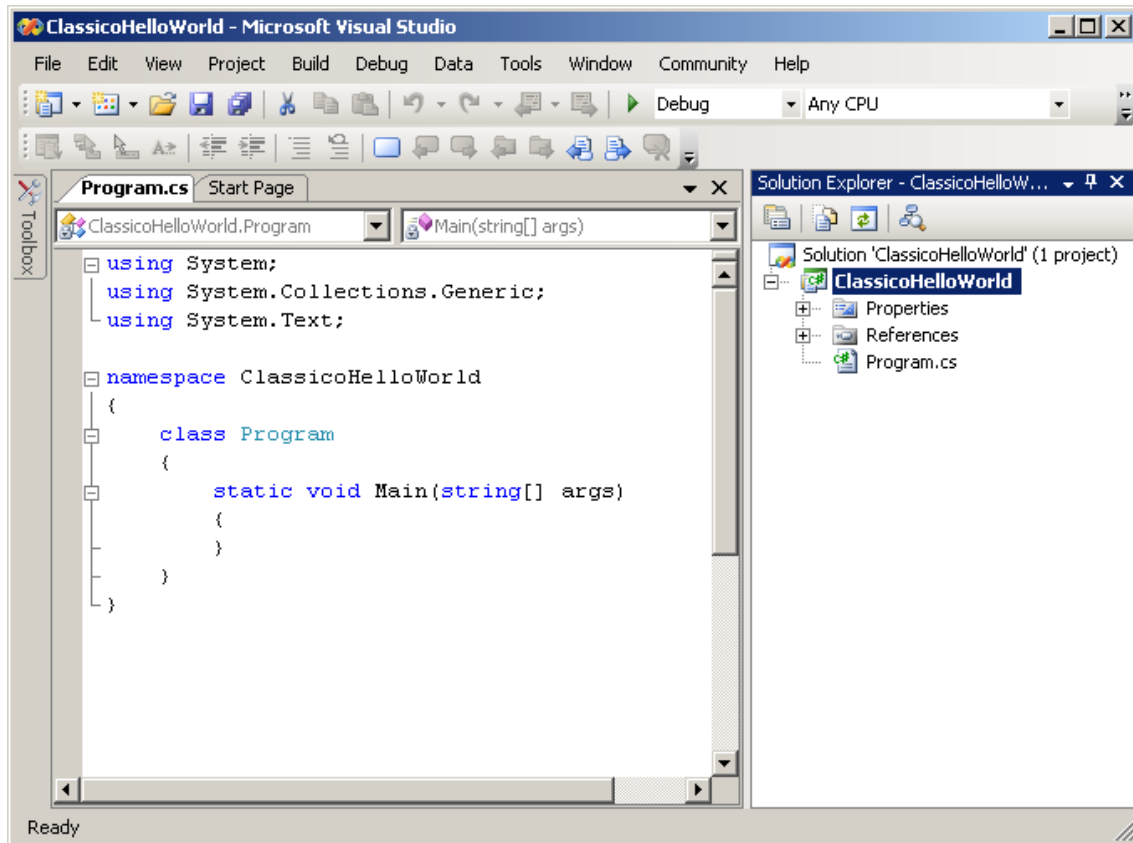 ClassicoHelloWorld - Microsoft Visual Studio
File Edit View Project Build Debug Data Tools Window Community Help
Debug Any CPU
Toolbox
Program.cs Start Page
ClassicoHelloWorld.Program Main(string[] args)
using System;
using System.Collections.Generic;
using System.Text;
namespace ClassicoHelloWorld
{
class Program
{
static void Main(string[] args)
{
}
}
}
Solution Explorer - ClassicoHelloW...
Solution 'ClassicoHelloWorld' (1 project)
ClassicoHelloWorld
Properties
References
Program.cs
Ready